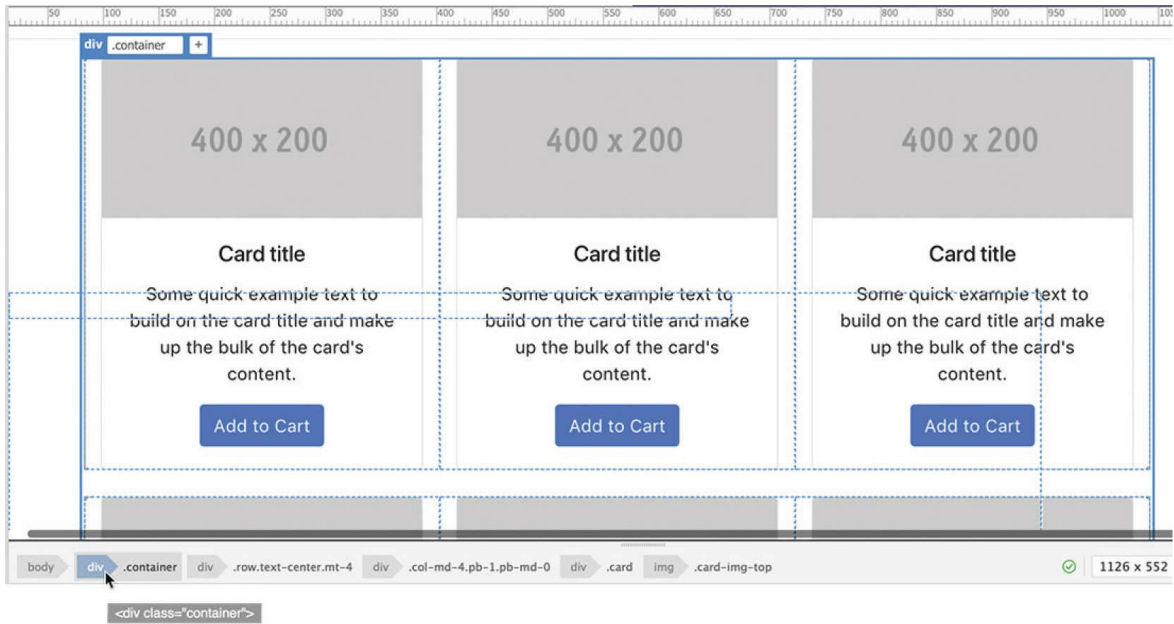 50 100 150 200 250 300 350 400 450 500 550 600 650 700 750 800 850 900 950 1000
div .container +
400 x 200 400 x 200 400 x 200
Card title Card title Card title
Some quick example text to Some quick example text to Some quick example text to
build on the card title and make build on the card title and make build on the card title and make
up the bulk of the card's up the bulk of the card's up the bulk of the card's
content. content. content.
Add to Cart Add to Cart Add to Cart
body div .container div .row.text-center.mt-4 div .col-md-4.pb-1.pb-md-0 div .card img .card-img-top 1126 x 552
<div class="container">